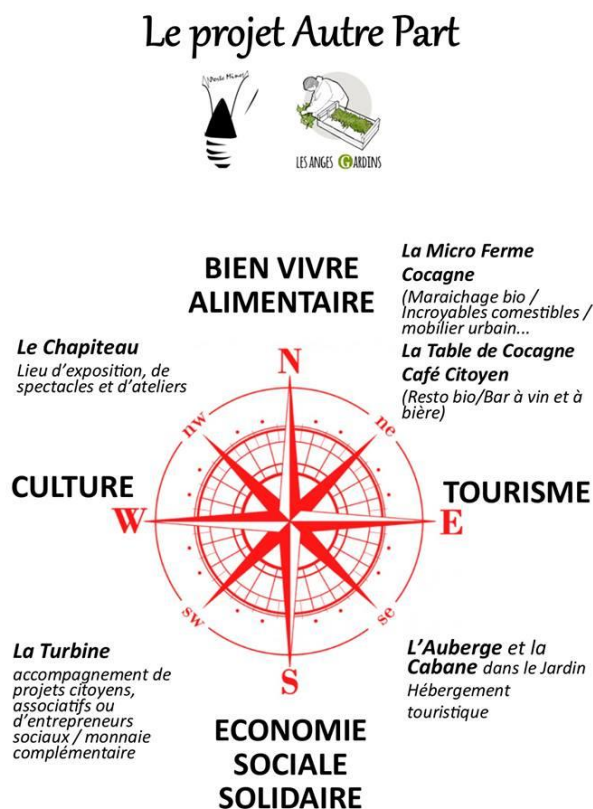 Le projet Autre Part
LES ANGES GARDINS
BIEN VIVRE
ALIMENTAIRE
La Micro Ferme
Cocagne
(Maraichage bio /
Incroyables comestibles /
mobilier urbain...
La Table de Cocagne
Café Citoyen
(Resto bio/Bar à vin et à
bière)
Le Chapiteau
Lieu d'exposition, de
spectacles et d'ateliers
N
nw
ne
CULTURE
W
TOURISME
E
sw
se
S
La Turbine
accompagnement de
projets citoyens,
associatifs ou
d'entrepreneurs
sociaux / monnaie
complémentaire
L'Auberge et la
Cabane dans le Jardin
Hébergement
touristique
ECONOMIE
SOCIALE
SOLIDAIRE